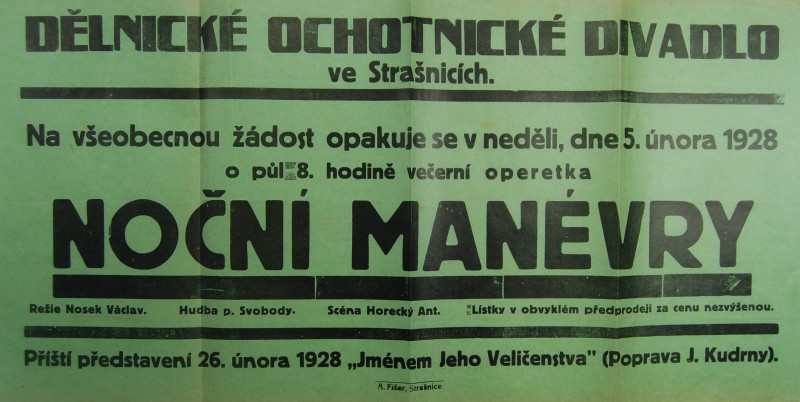 DĚLNICKÉ OCHOTNICKÉ DIVADLO
ve Strašnicích.
Na všeobecnou žádost opakuje se v neděli, dne 5. února 1928
o půl 8. hodině večerní operetka
NOČNÍ MANÉVRY
Režie Nosek Václav. Hudba p. Svobody. Scéna Horecký Ant. Lístky v obvyklém předprodeji za cenu nezvýšenou.
Příští představení 26. února 1928 „Jménem Jeho Veličenstva" (Poprava J. Kudrny).
A. Fišer, Strašnice